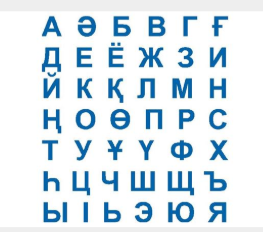 А Ә Б В Г Ғ
Д Е Ё Ж З И
Й К Қ Л М Н
Ң О Ө П Р С
Т У Ұ Ү Ф Х
Һ Ц Ч Ш Щ Ъ
Ы І Ь Э Ю Я